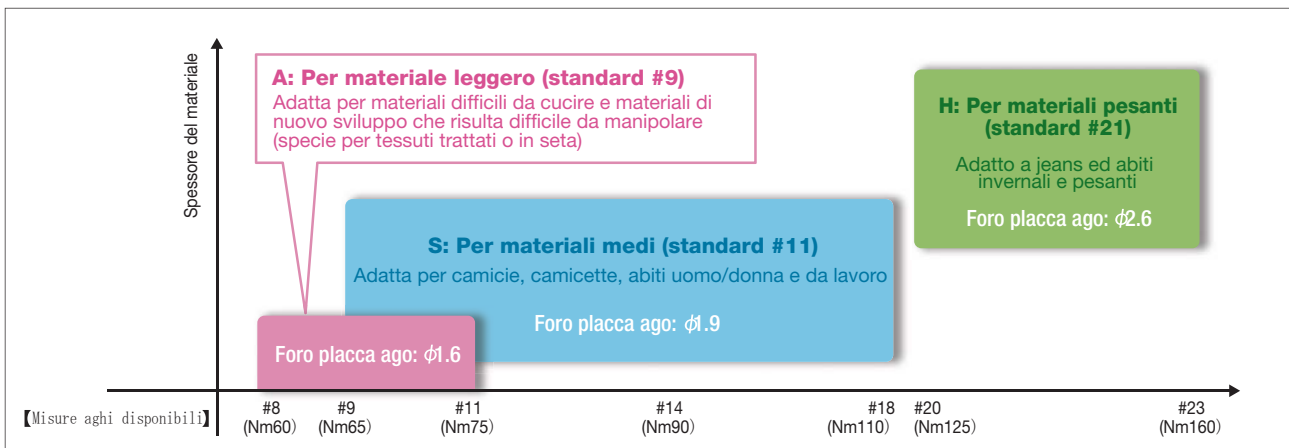 Spessore del materiale
A: Per materiale leggero (standard #9)
Adatta per materiali difficili da cucire e materiali di
nuovo sviluppo che risulta difficile da manipolare
(specie per tessuti trattati o in seta)
H: Per materiali pesanti
(standard #21)
Adatto a jeans ed abiti
invernali e pesanti
Foro placca ago: ϕ2.6
S: Per materiali medi (standard #11)
Adatta per camicie, camicette, abiti uomo/donna e da lavoro
Foro placca ago: ϕ1.9
Foro placca ago: ϕ1.6
【Misure aghi disponibili】
#8 #9 #11 #14 #18 #20 #23
(Nm60) (Nm65) (Nm75) (Nm90) (Nm110) (Nm125) (Nm160)